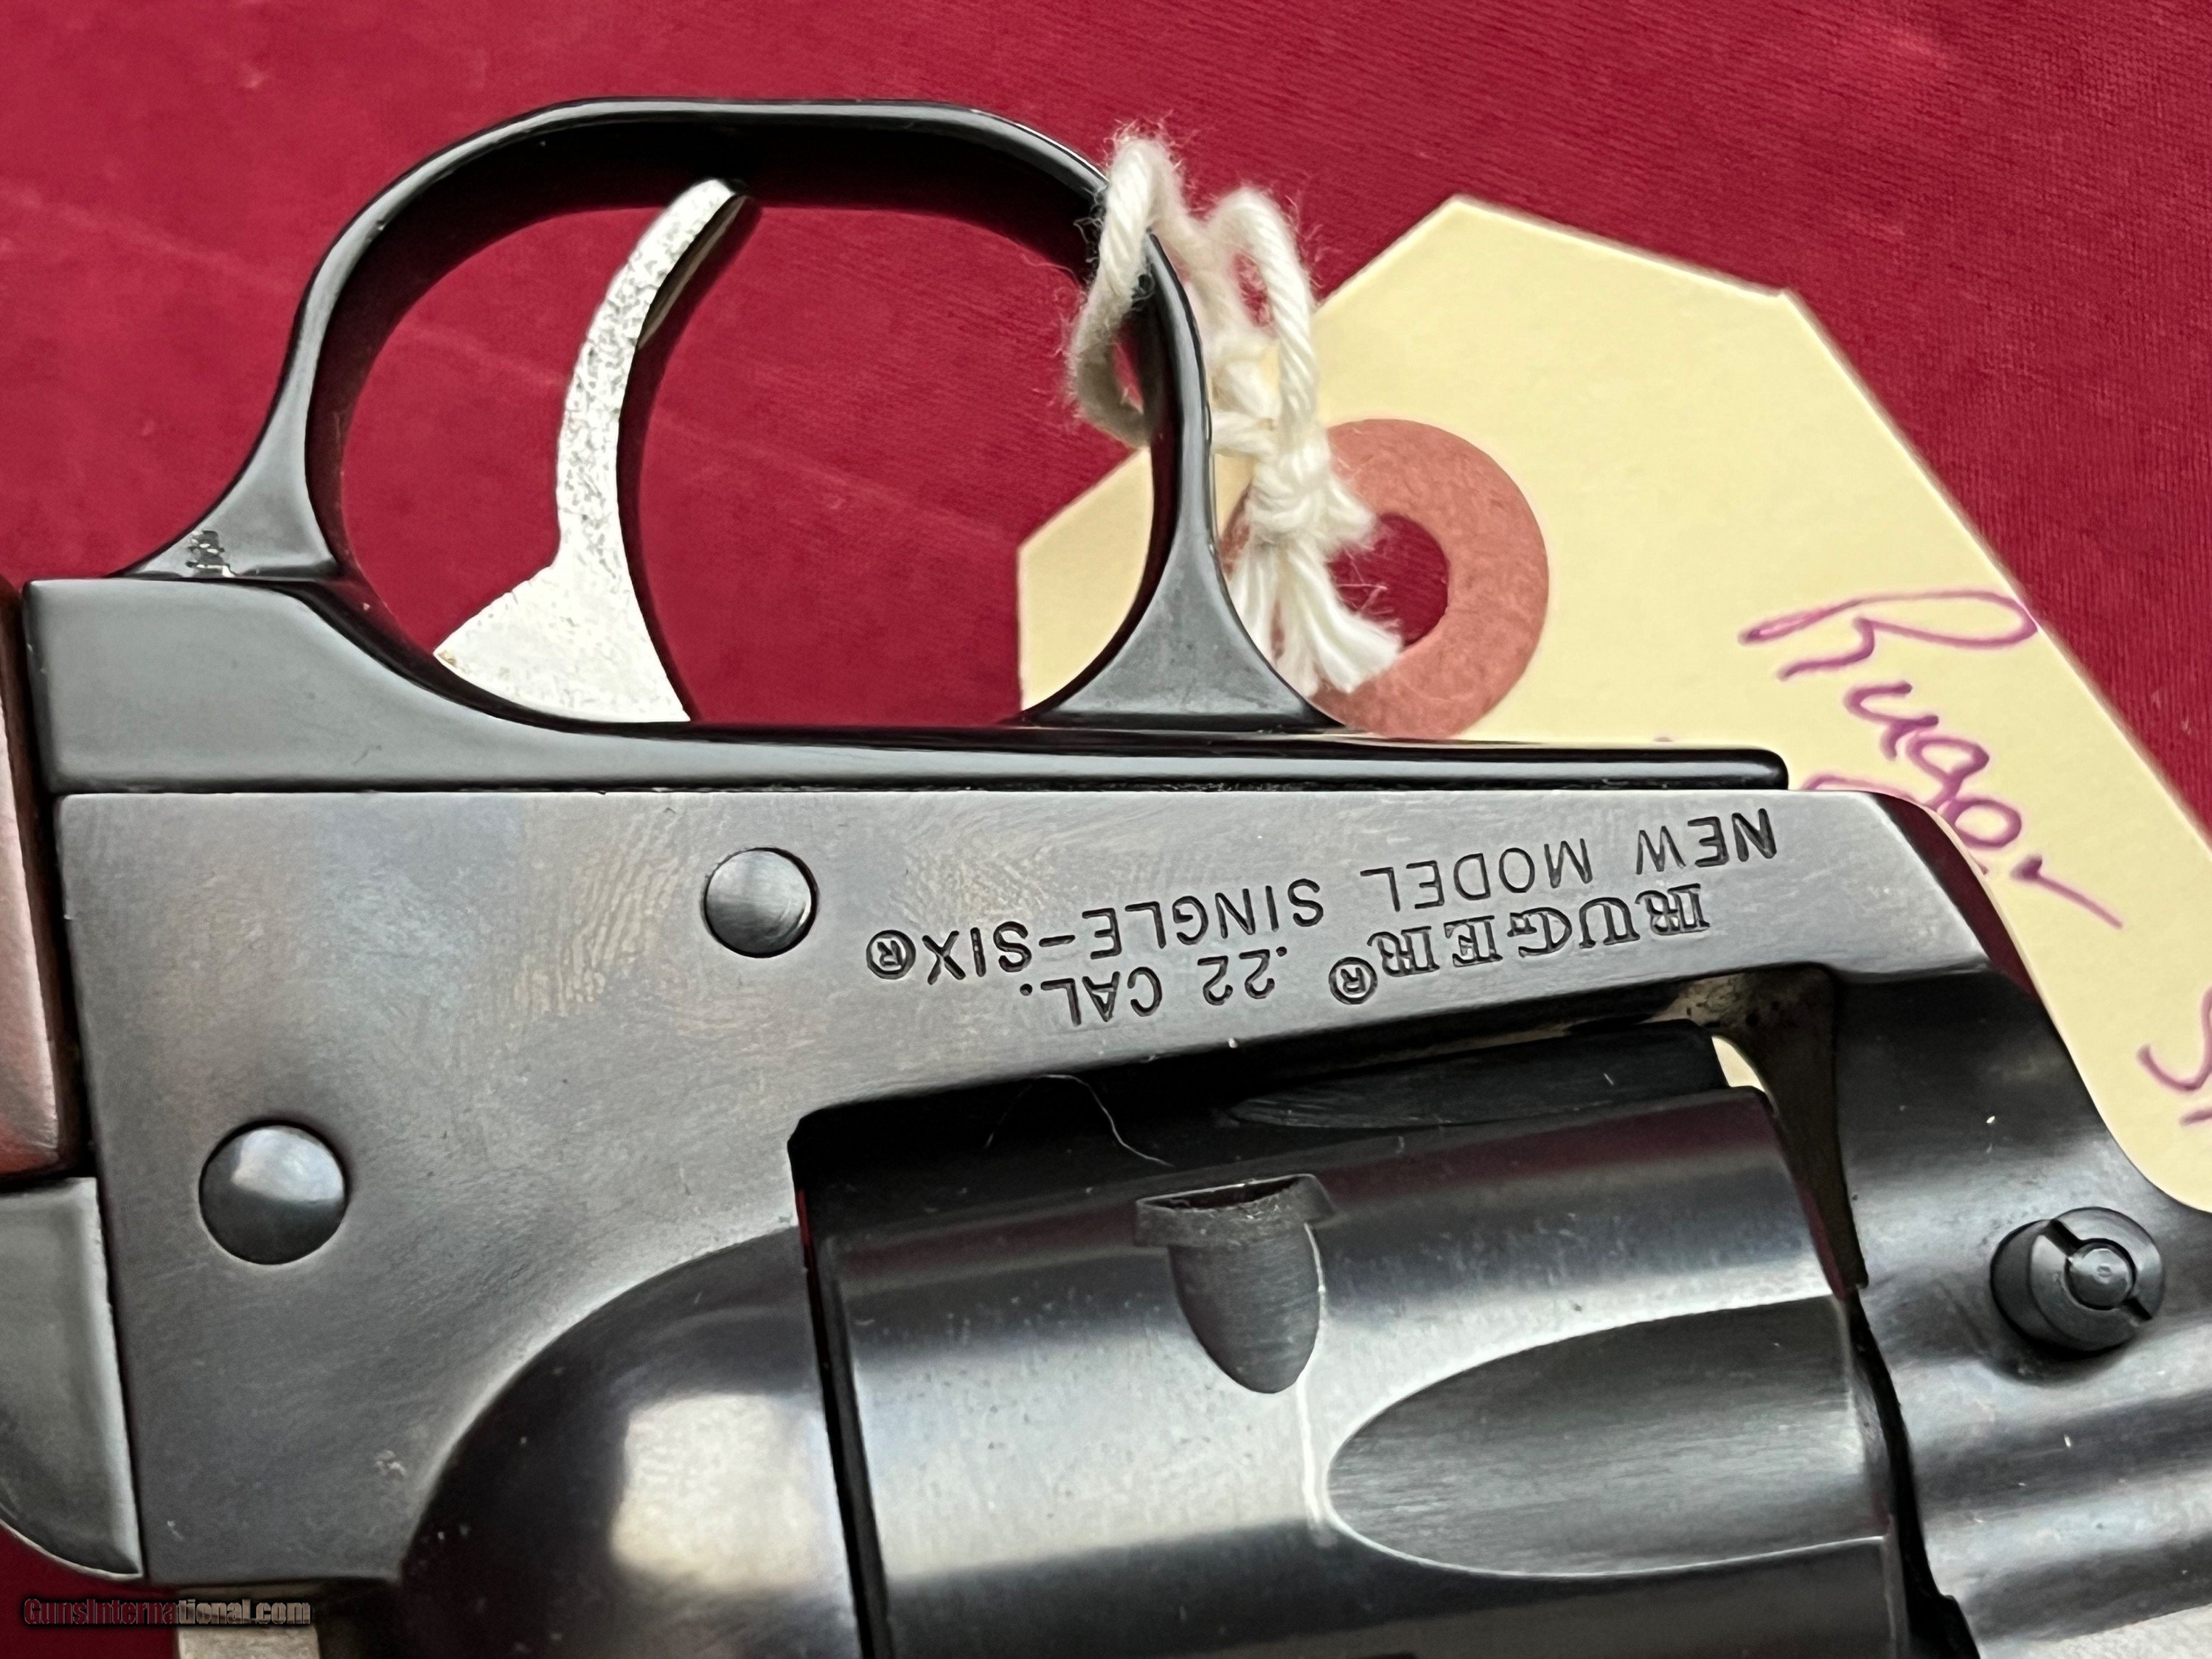 RUGER® .22 CAL.
NEW MODEL SINGLE-SIX®
Ruger
GunsInternational.com